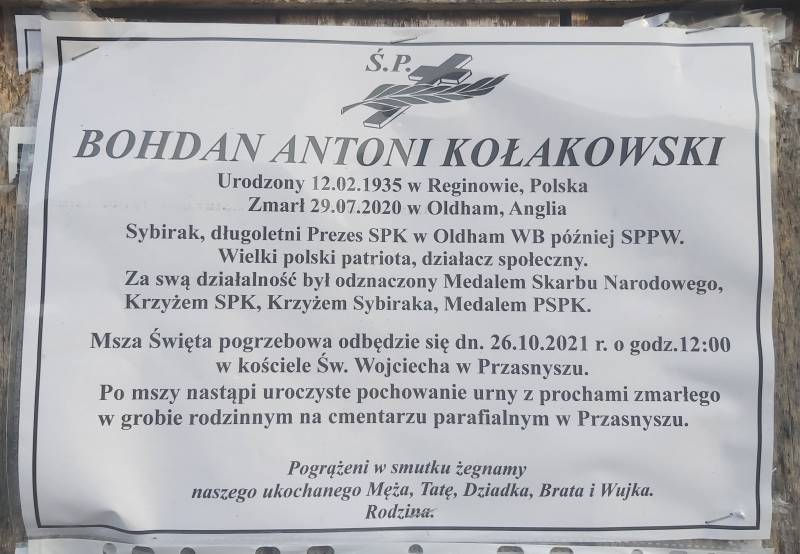 Ś.P.
BOHDAN ANTONI KOŁAKOWSKI
Urodzony 12.02.1935 w Reginowie, Polska
Zmarł 29.07.2020 w Oldham, Anglia
Sybirak, długoletni Prezes SPK w Oldham WB później SPPW.
Wielki polski patriota, działacz społeczny.
Za swą działalność był odznaczony Medalem Skarbu Narodowego,
Krzyżem SPK, Krzyżem Sybiraka, Medalem PSPK.
Msza Święta pogrzebowa odbędzie się dn. 26.10.2021 r. o godz.12:00
w kościele Św. Wojciecha w Przasnyszu.
Po mszy nastąpi uroczyste pochowanie urny z prochami zmarłego
w grobie rodzinnym na cmentarzu parafialnym w Przasnyszu.
Pogrążeni w smutku żegnamy
naszego ukochanego Męża, Tatę, Dziadka, Brata i Wujka.
Rodzina.